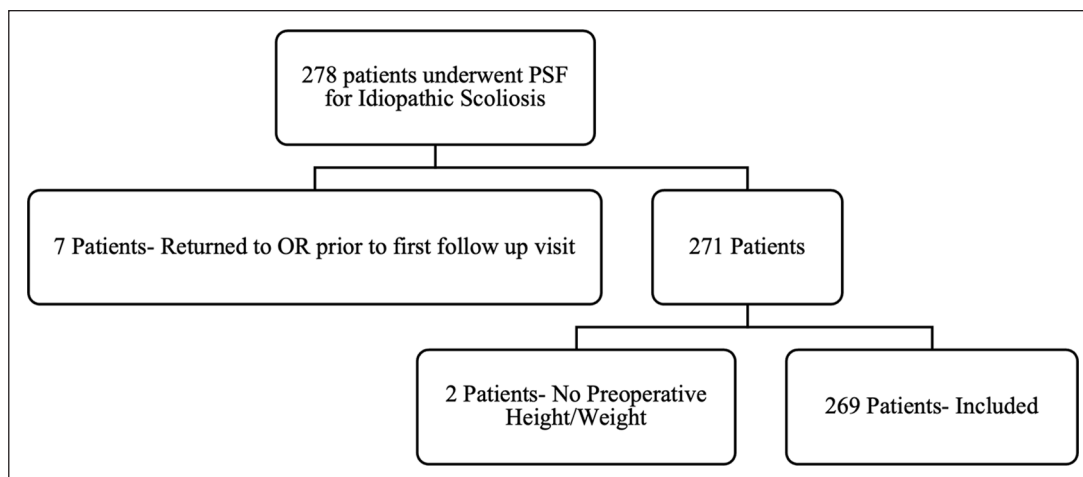 278 patients underwent PSF
for Idiopathic Scoliosis
7 Patients- Returned to OR prior to first follow up visit
271 Patients
2 Patients- No Preoperative
Height/Weight
269 Patients- Included